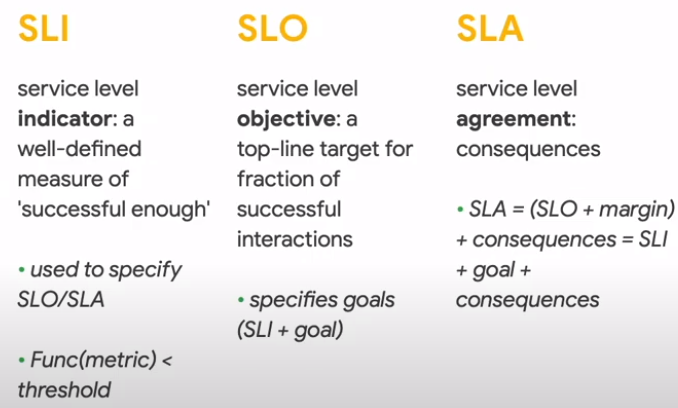 SLI
service level
indicator: a
well-defined
measure of
'successful enough'
• used to specify
SLO/SLA
• Func(metric) <
threshold
SLO
service level
objective: a
top-line target for
fraction of
successful
interactions
• specifies goals
(SLI + goal)
SLA
service level
agreement:
consequences
• SLA = (SLO + margin)
+ consequences = SLI
+ goal +
consequences